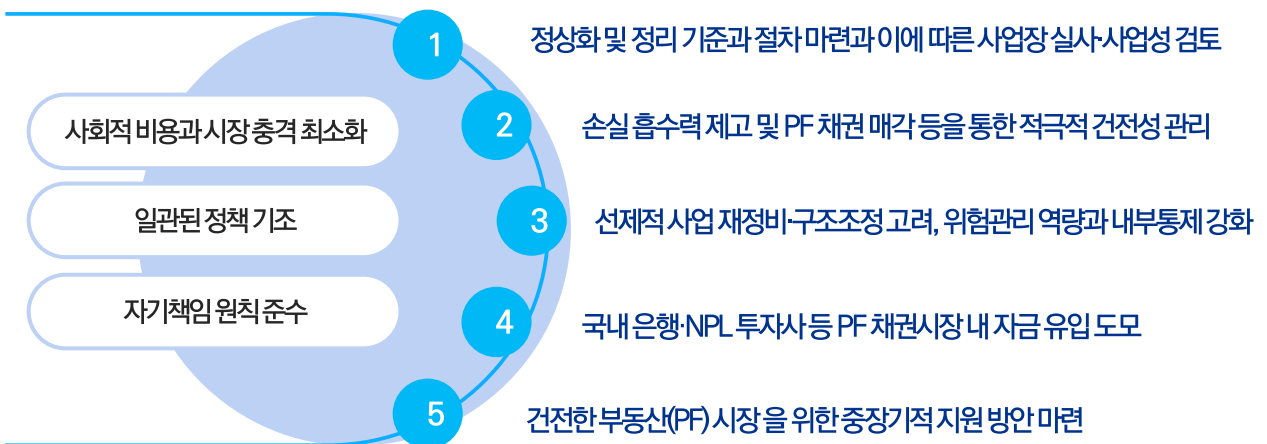 사회적 비용과 시장 충격 최소화
일관된 정책 기조
자기책임 원칙 준수
1 정상화 및 정리 기준과 절차 마련과 이에 따른 사업장 실사·사업성 검토
2 손실 흡수력 제고 및 PF 채권 매각 등을 통한 적극적 건전성 관리
3 선제적 사업 재정비·구조조정 고려, 위험관리 역량과 내부통제 강화
4 국내 은행·NPL 투자사 등 PF 채권시장 내 자금 유입 도모
5 건전한 부동산(PF) 시장 을 위한 중장기적 지원 방안 마련